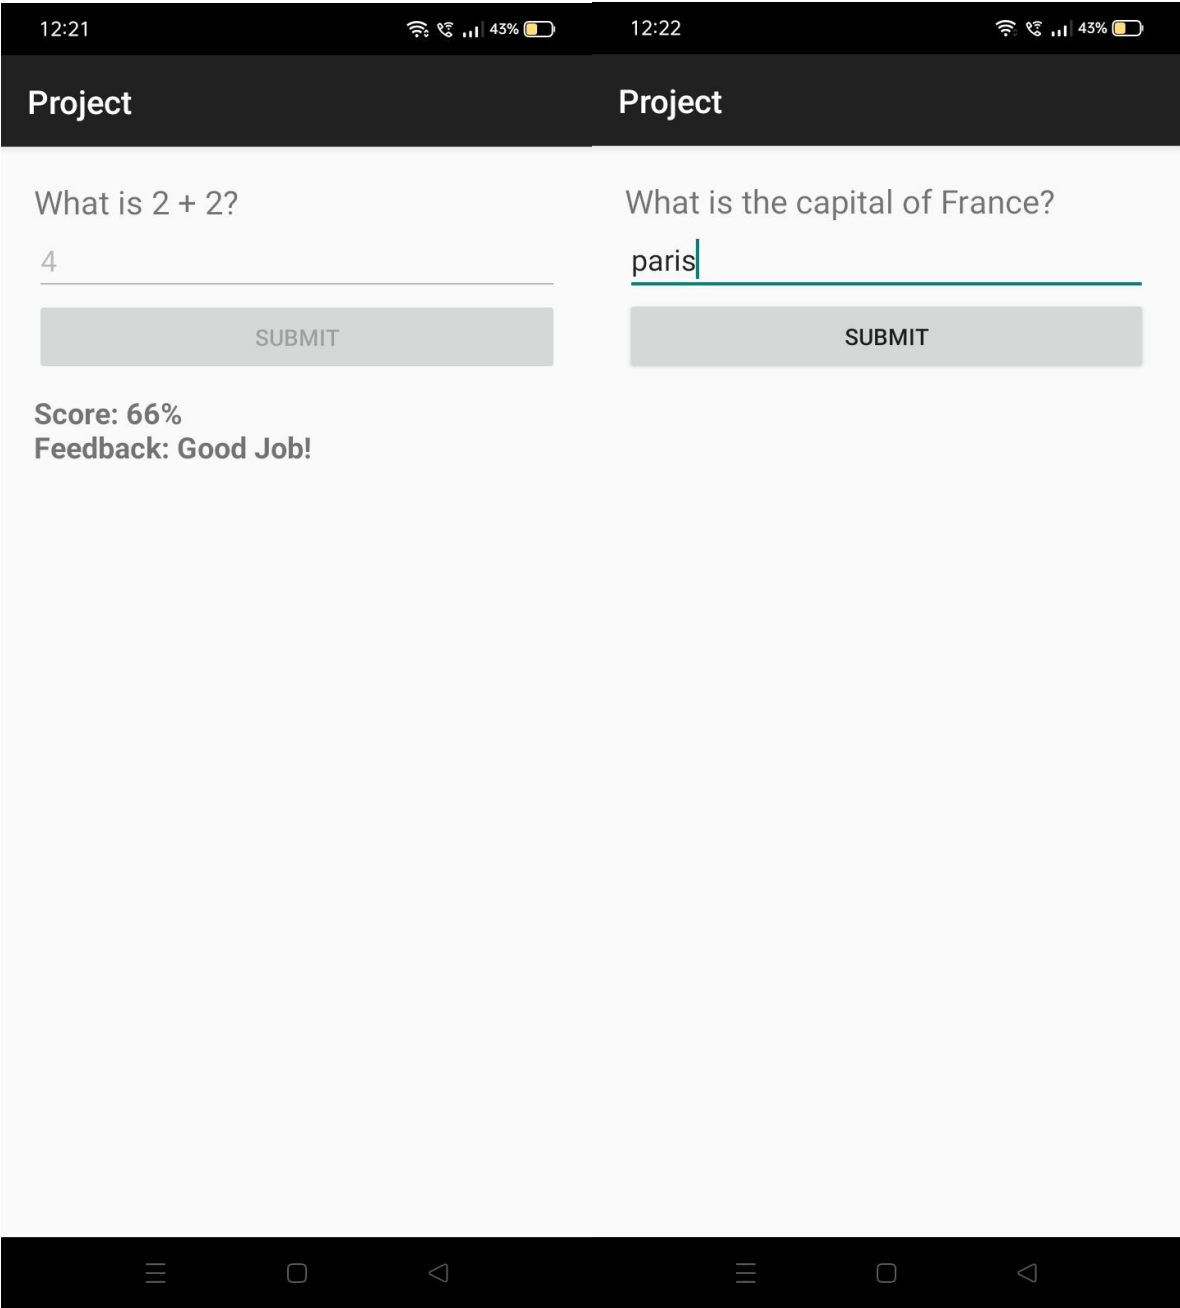 12:21
43%
Project
What is 2 + 2?
4
SUBMIT
Score: 66%
Feedback: Good Job!
12:22
43%
Project
What is the capital of France?
paris
SUBMIT